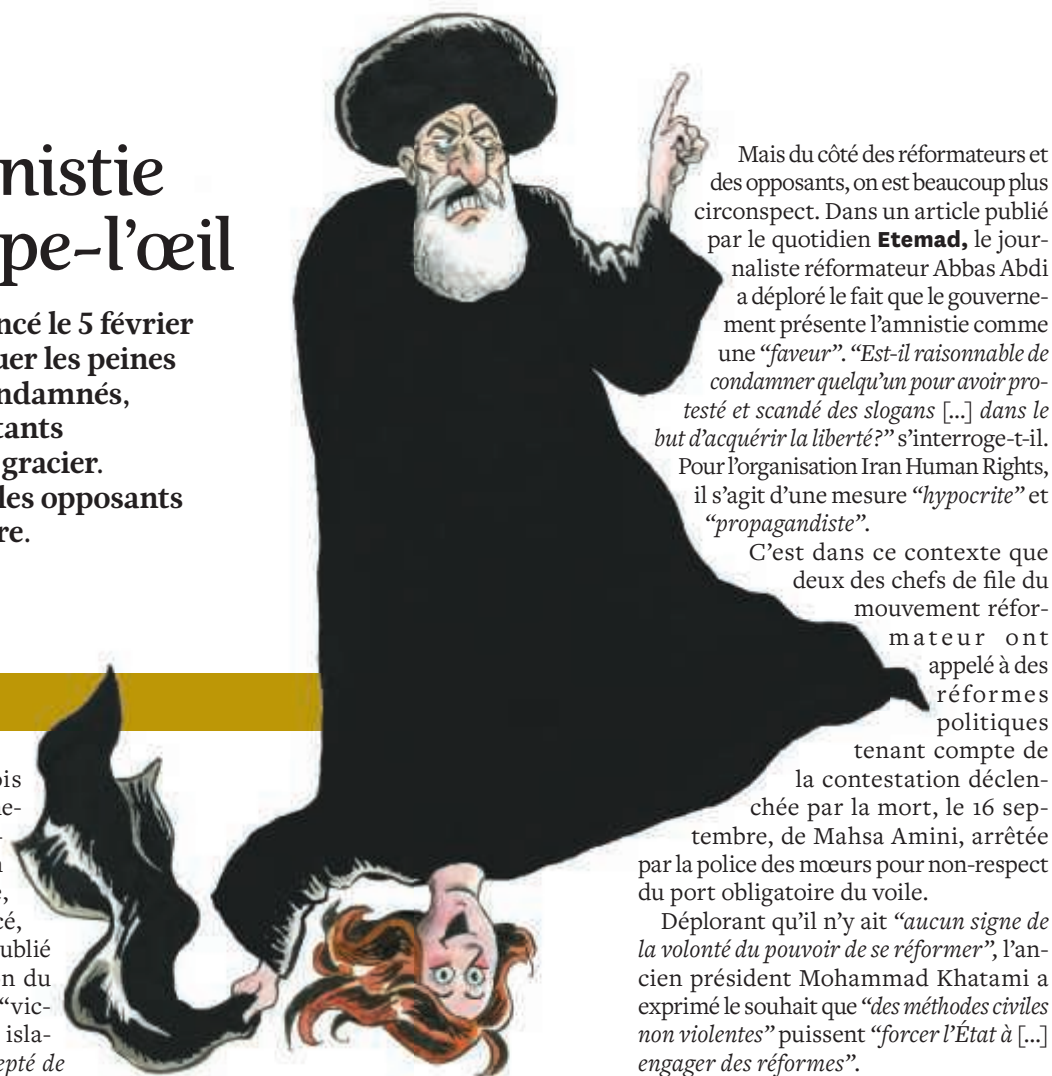 nistie
pe-l’œil
ncé le 5 février
uer les peines
ndamnés,
tants
gracier.
les opposants
re.
ois
ne-
cé,
ublié
n du
“vic-
isla-
epté de
Mais du côté des réformateurs et
des opposants, on est beaucoup plus
circonspect. Dans un article publié
par le quotidien Etemad, le jour-
naliste réformateur Abbas Abdi
a déploré le fait que le gouverne-
ment présente l’amnistie comme
une “faveur”. “Est-il raisonnable de
condamner quelqu’un pour avoir pro-
testé et scandé des slogans [...] dans le
but d’acquérir la liberté?” s’interroge-t-il.
Pour l’organisation Iran Human Rights,
il s’agit d’une mesure “hypocrite” et
“propagandiste”.
C’est dans ce contexte que
deux des chefs de file du
mouvement réfor-
mateur ont
appelé à des
réformes
politiques
tenant compte de
la contestation déclen-
chée par la mort, le 16 sep-
tembre, de Mahsa Amini, arrêtée
par la police des mœurs pour non-respect
du port obligatoire du voile.
Déplorant qu’il n’y ait “aucun signe de
la volonté du pouvoir de se réformer”, l’an-
cien président Mohammad Khatami a
exprimé le souhait que “des méthodes civiles
non violentes” puissent “forcer l’État à [...]
engager des réformes”.